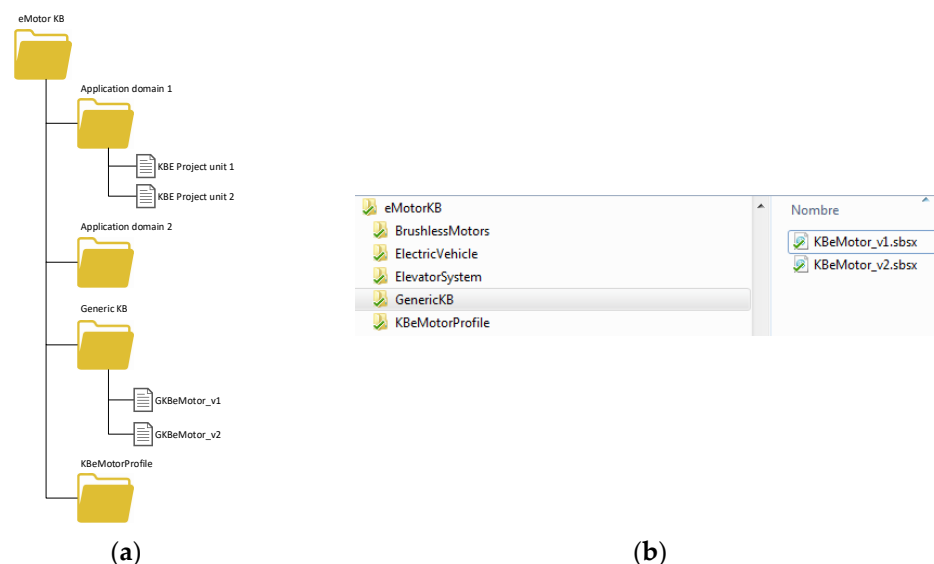 eMotor KB
Application domain 1
KBE Project unit 1
KBE Project unit 2
Application domain 2
Generic KB
GKBeMotor_v1
GKBeMotor_v2
KBeMotorProfile
(a)
eMotorKB
BrushlessMotors
ElectricVehicle
ElevatorSystem
GenericKB
KBeMotorProfile
Nombre
KBeMotor_v1.sbsx
KBeMotor_v2.sbsx
(b)